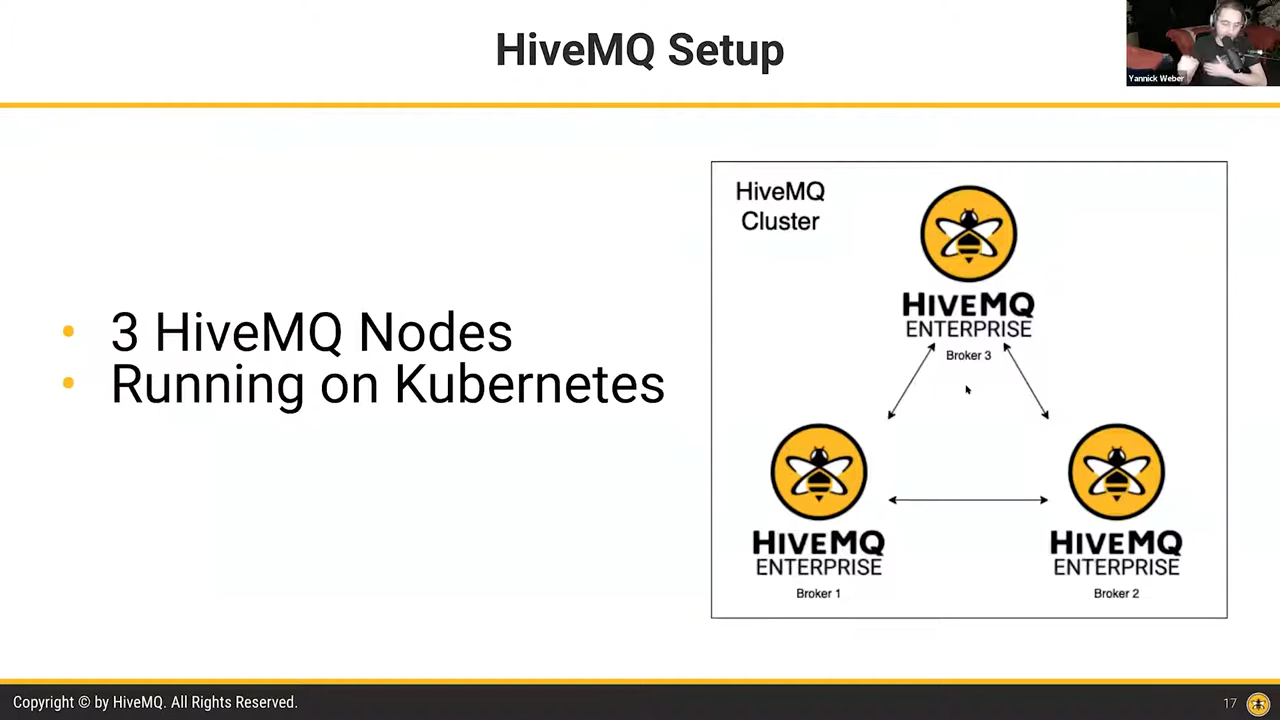 HiveMQ Setup
Yannick Weber
• 3 HiveMQ Nodes
• Running on Kubernetes
HiveMQ
Cluster
HIVEMQ
ENTERPRISE
Broker 3
HIVEMQ
ENTERPRISE
Broker 1
HIVEMQ
ENTERPRISE
Broker 2
Copyright © by HiveMQ. All Rights Reserved.
17